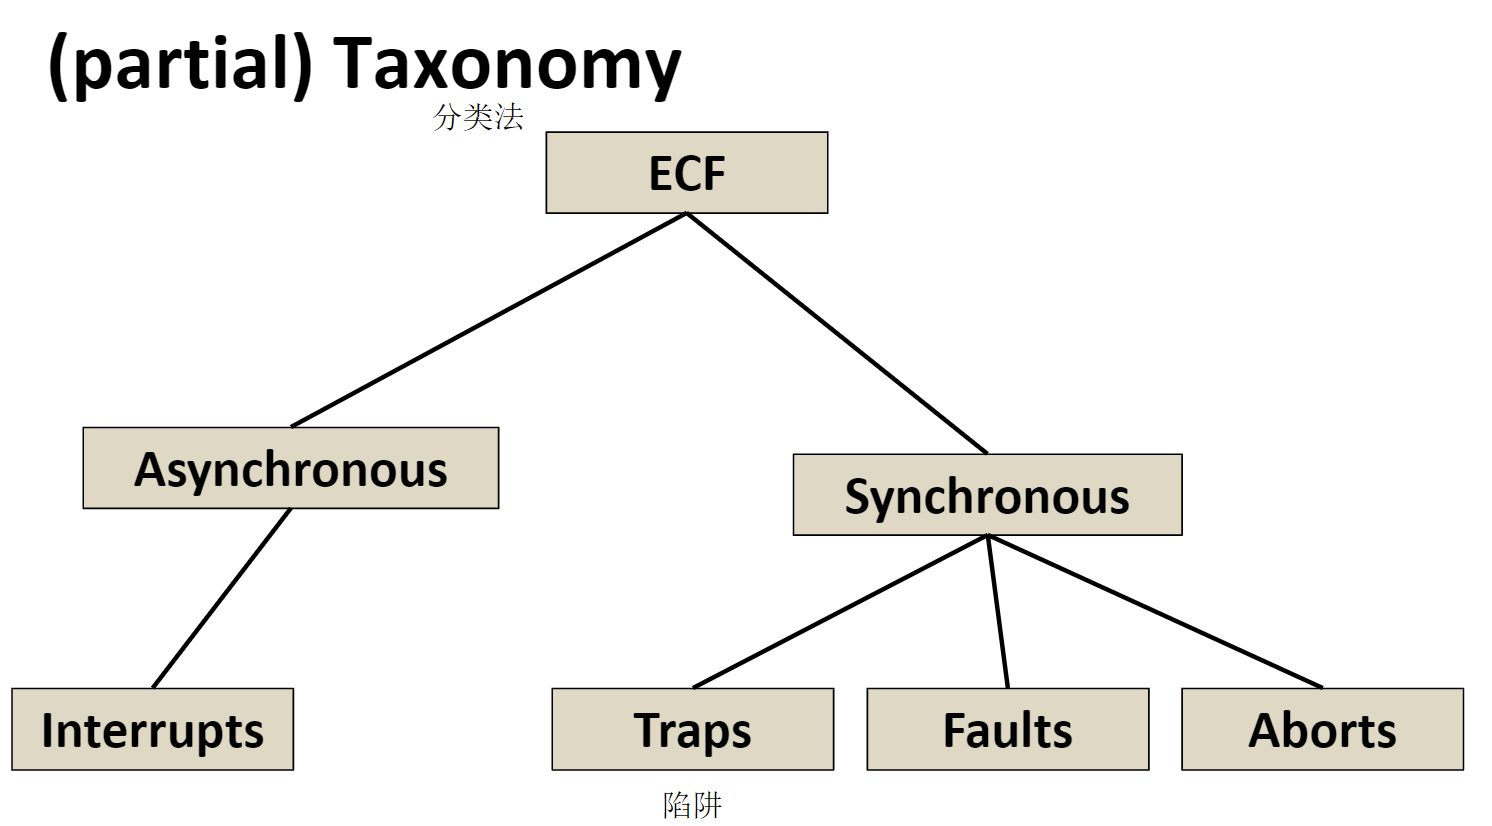 (partial) Taxonomy
分类法
ECF
Asynchronous
Synchronous
Interrupts
Traps
Faults
Aborts
陷阱